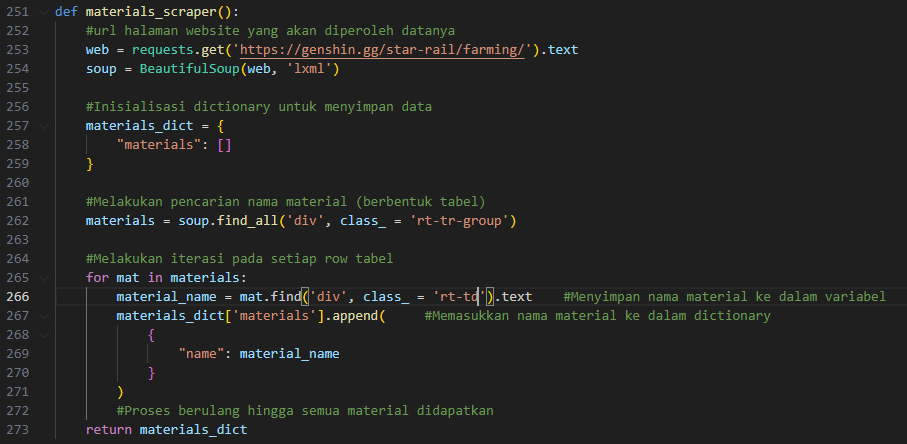 251 def materials_scraper():
252     #url halaman website yang akan diperoleh datanya
253     web = requests.get('https://genshin.gg/star-rail/farming/').text
254     soup = BeautifulSoup(web, 'lxml')
255
256     #Inisialisasi dictionary untuk menyimpan data
257     materials_dict = {
258         "materials": []
259     }
260
261     #Melakukan pencarian nama material (berbentuk tabel)
262     materials = soup.find_all('div', class_ = 'rt-tr-group')
263
264     #Melakukan iterasi pada setiap row tabel
265     for mat in materials:
266         material_name = mat.find('div', class_ = 'rt-td').text    #Menyimpan nama material ke dalam variabel
267         materials_dict['materials'].append(     #Memasukkan nama material ke dalam dictionary
268             {
269                 "name": material_name
270             }
271         )
272         #Proses berulang hingga semua material didapatkan
273     return materials_dict